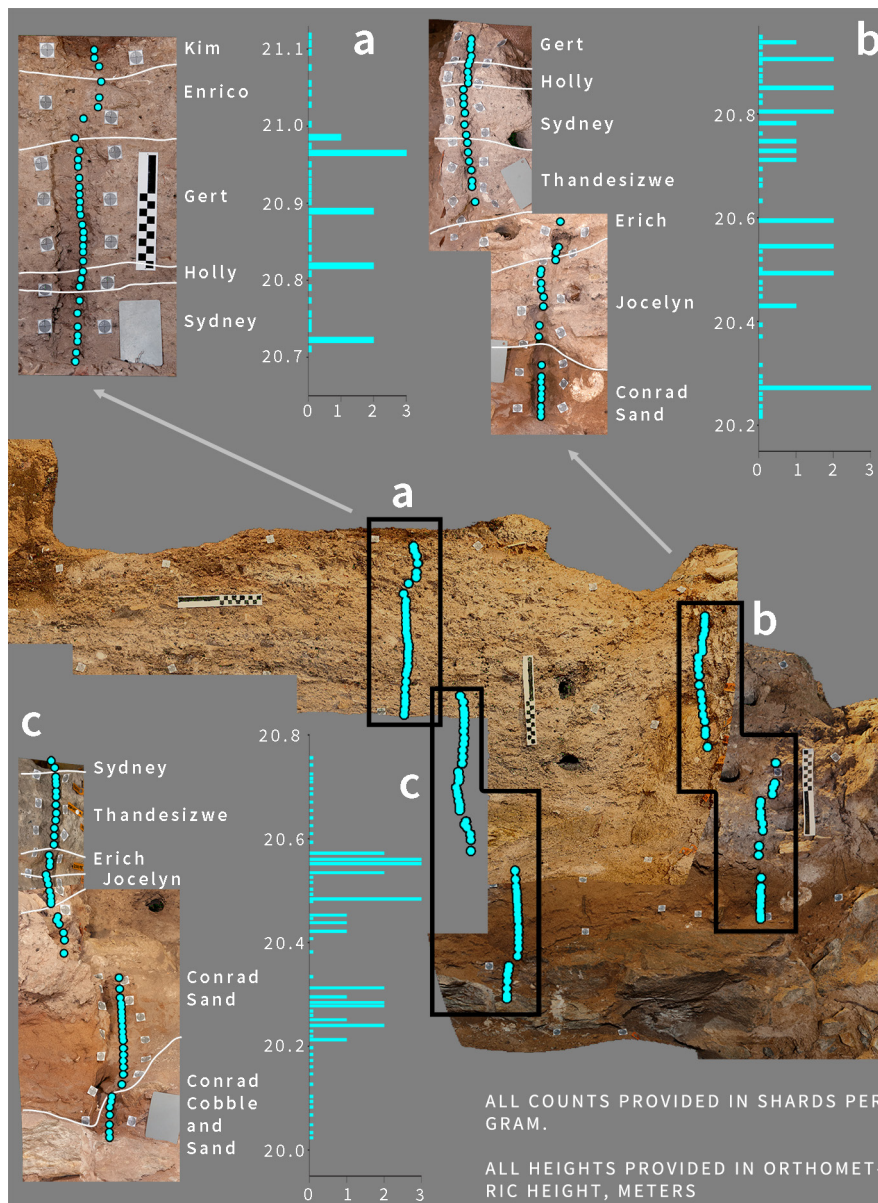 a
Kim
Enrico
Gert
Holly
Sydney
21.1
21.0
20.9
20.8
20.7
0 1 2 3
b
Gert
Holly
Sydney
Thandesizwe
Erich
Jocelyn
Conrad
Sand
20.8
20.6
20.4
20.2
0 1 2 3
a
b
c
c
Sydney
Thandesizwe
Erich
Jocelyn
Conrad
Sand
Conrad
Cobble
and
Sand
20.8
20.6
20.4
20.2
20.0
0 1 2 3 4
ALL COUNTS PROVIDED IN SHARDS PER
GRAM.
ALL HEIGHTS PROVIDED IN ORTHOMET-
RIC HEIGHT, METERS